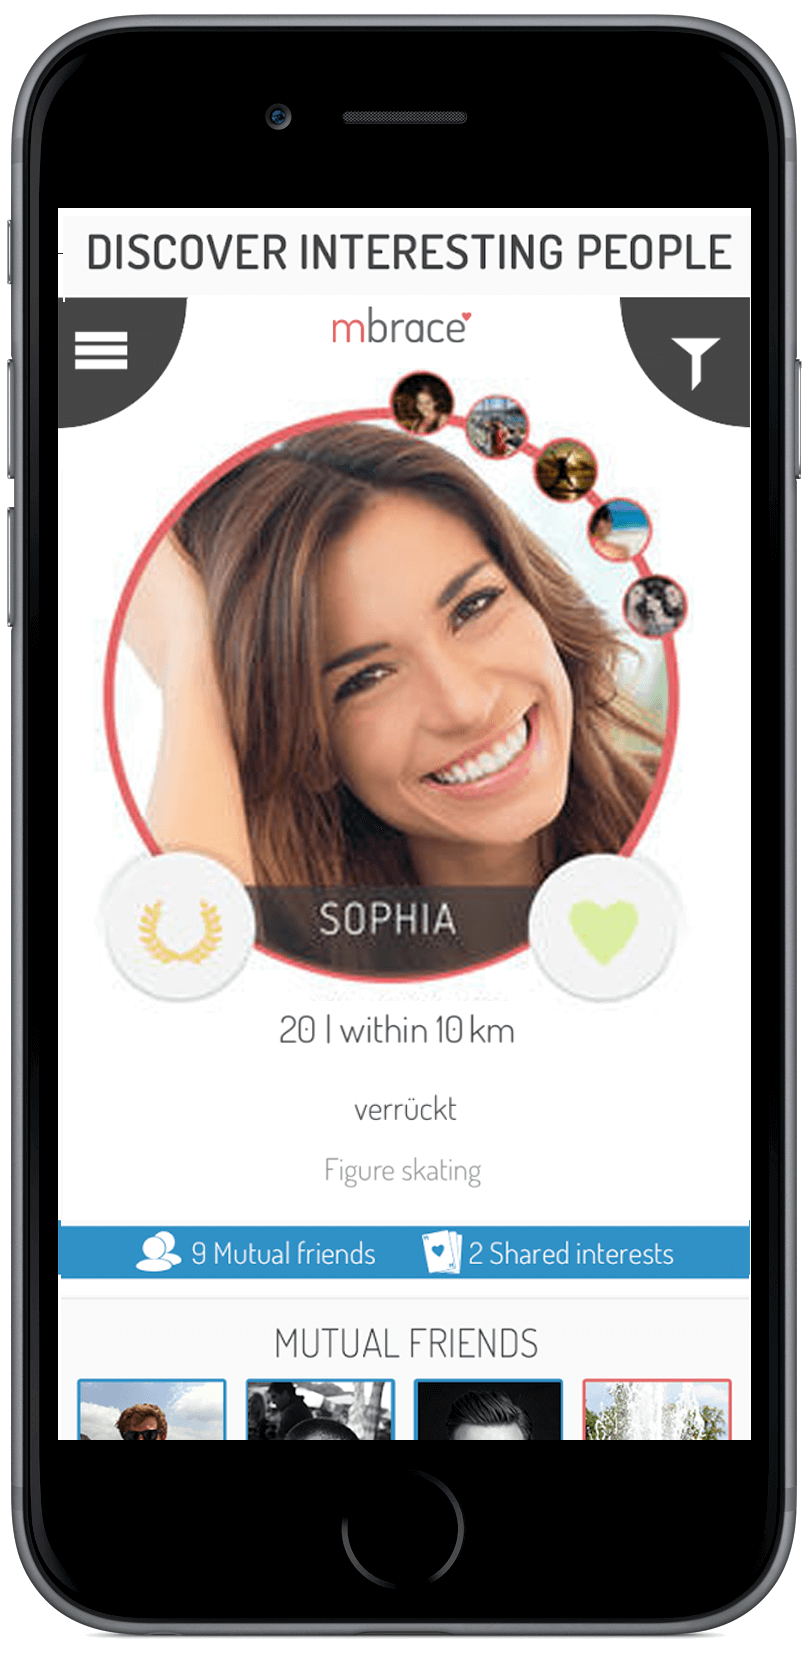 DISCOVER INTERESTING PEOPLE
mbrace
SOPHIA
20 | within 10 km
verrückt
Figure skating
9 Mutual friends 2 Shared interests
MUTUAL FRIENDS